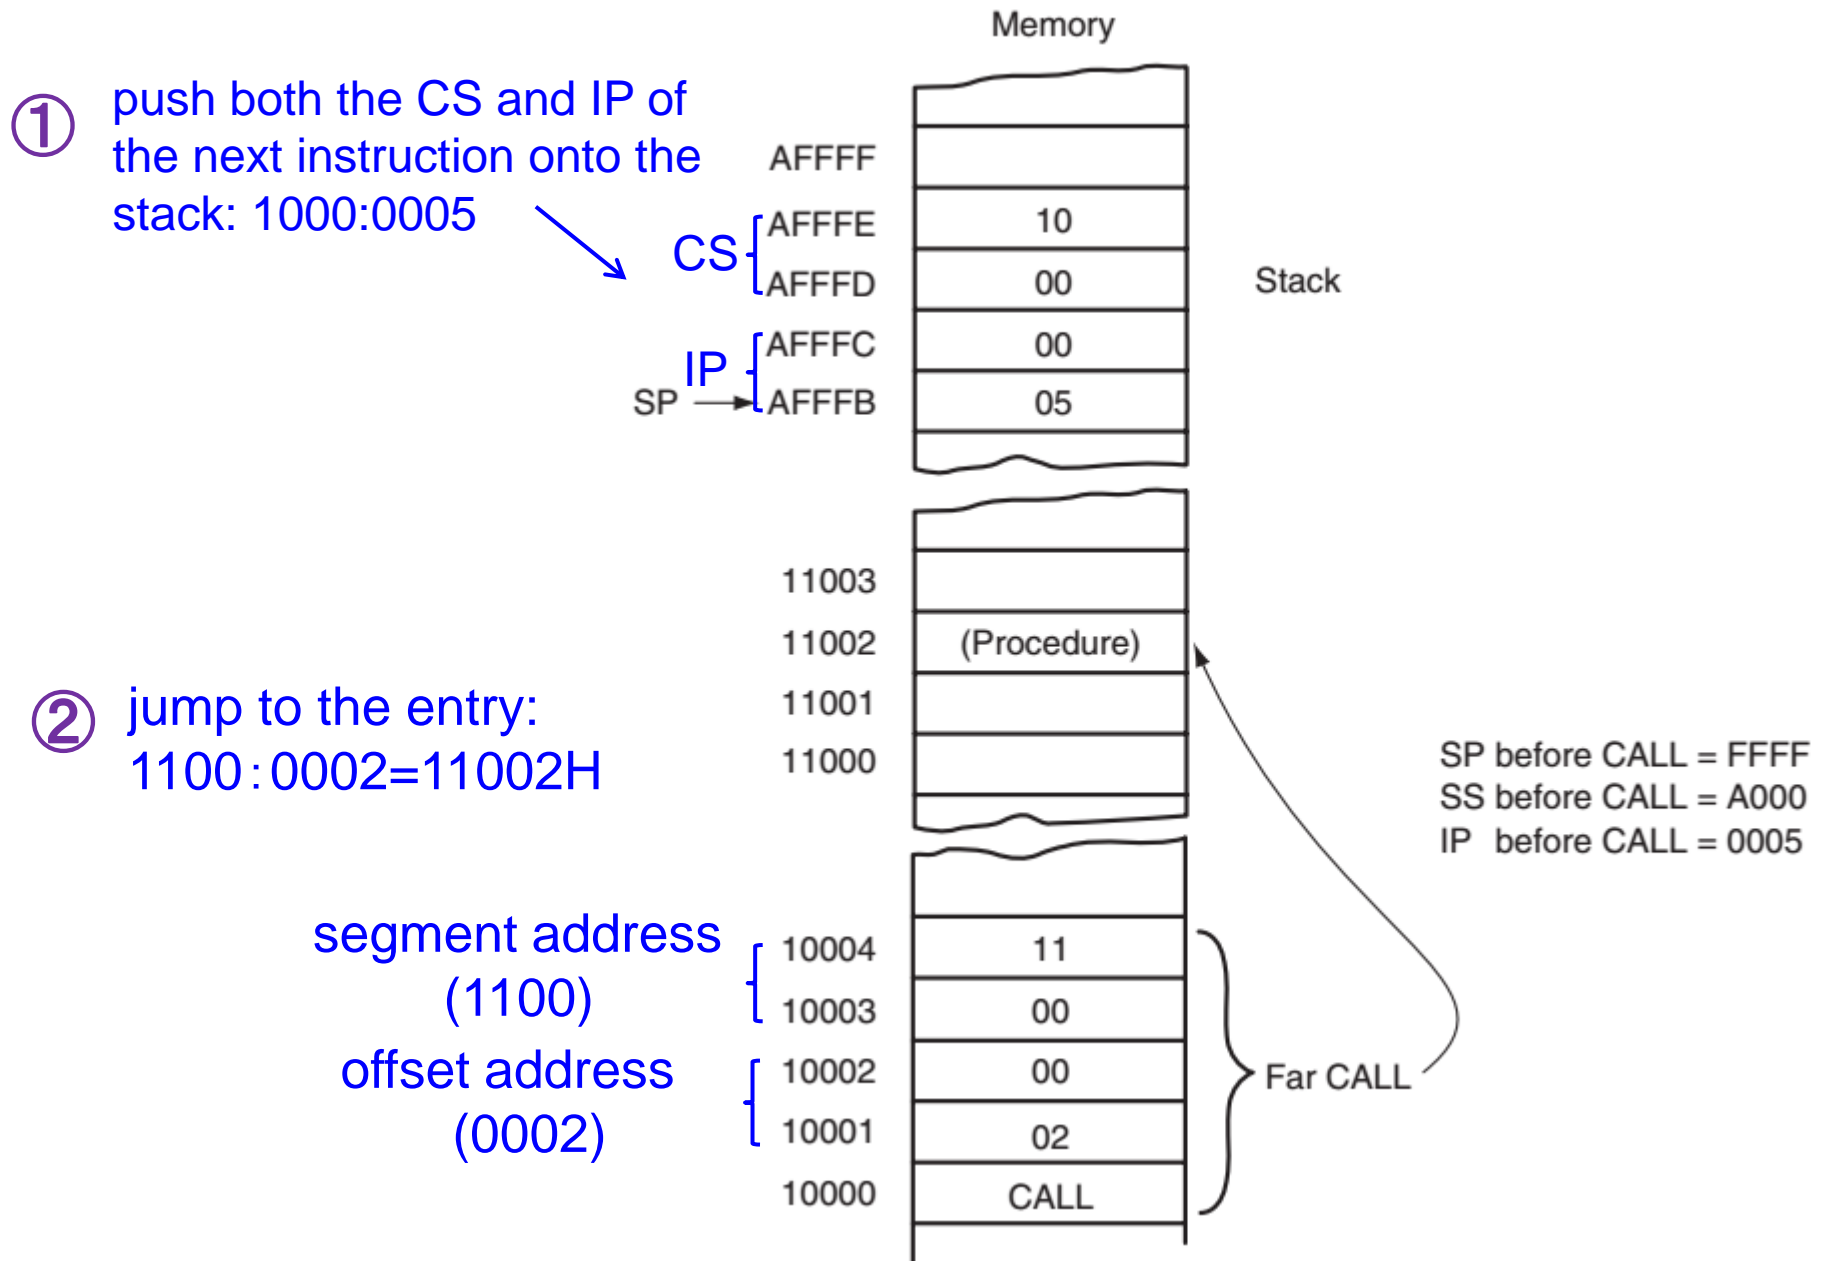 Memory
①
push both the CS and IP of
the next instruction onto the
stack: 1000:0005
AFFFF
CS
AFFFE
10
AFFFD
00
Stack
IP
AFFFC
00
SP
AFFFB
05
11003
11002
(Procedure)
②
jump to the entry:
1100:0002=11002H
11001
11000
SP before CALL = FFFF
SS before CALL = A000
IP before CALL = 0005
segment address
(1100)
10004
11
10003
00
offset address
(0002)
10002
00
Far CALL
10001
02
10000
CALL